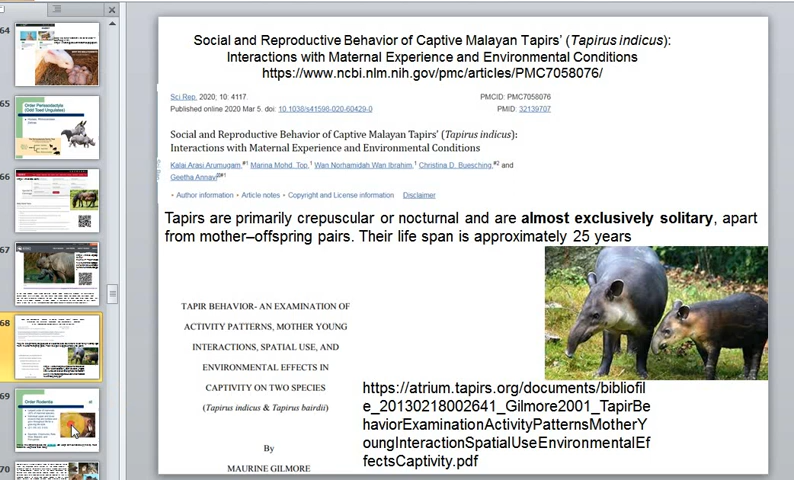 64
65
Order Perissodactyla
(Odd Toed Ungulates)
66
67
68
69
Order Rodentia
70
Social and Reproductive Behavior of Captive Malayan Tapirs' (Tapirus indicus):
Interactions with Maternal Experience and Environmental Conditions
https://www.ncbi.nlm.nih.gov/pmc/articles/PMC7058076/
Sci Rep. 2020; 10: 4117. PMCID: PMC7058076
Published online 2020 Mar 5. doi: 10.1038/s41598-020-60429-0 PMID: 32139707
Social and Reproductive Behavior of Captive Malayan Tapirs' (Tapirus indicus):
Interactions with Maternal Experience and Environmental Conditions
Kalai Arasi Arumugam,#1 Marina Mohd. Top,1 Wan Norhamidah Wan Ibrahim,1 Christina D. Buesching,#2 and
Geetha Annavi
Author information • Article notes • Copyright and License information Disclaimer
Tapirs are primarily crepuscular or nocturnal and are almost exclusively solitary, apart
from mother–offspring pairs. Their life span is approximately 25 years
TAPIR BEHAVIOR- AN EXAMINATION OF
ACTIVITY PATTERNS, MOTHER YOUNG
INTERACTIONS, SPATIAL USE, AND
ENVIRONMENTAL EFFECTS IN
CAPTIVITY ON TWO SPECIES
(Tapirus indicus & Tapirus bairdii)
By
MAURINE GILMORE
https://atrium.tapirs.org/documents/bibliofil
e_20130218002641_Gilmore2001_TapirBe
haviorExaminationActivityPatternsMotherY
oungInteractionSpatialUseEnvironmentalEf
fectsCaptivity.pdf